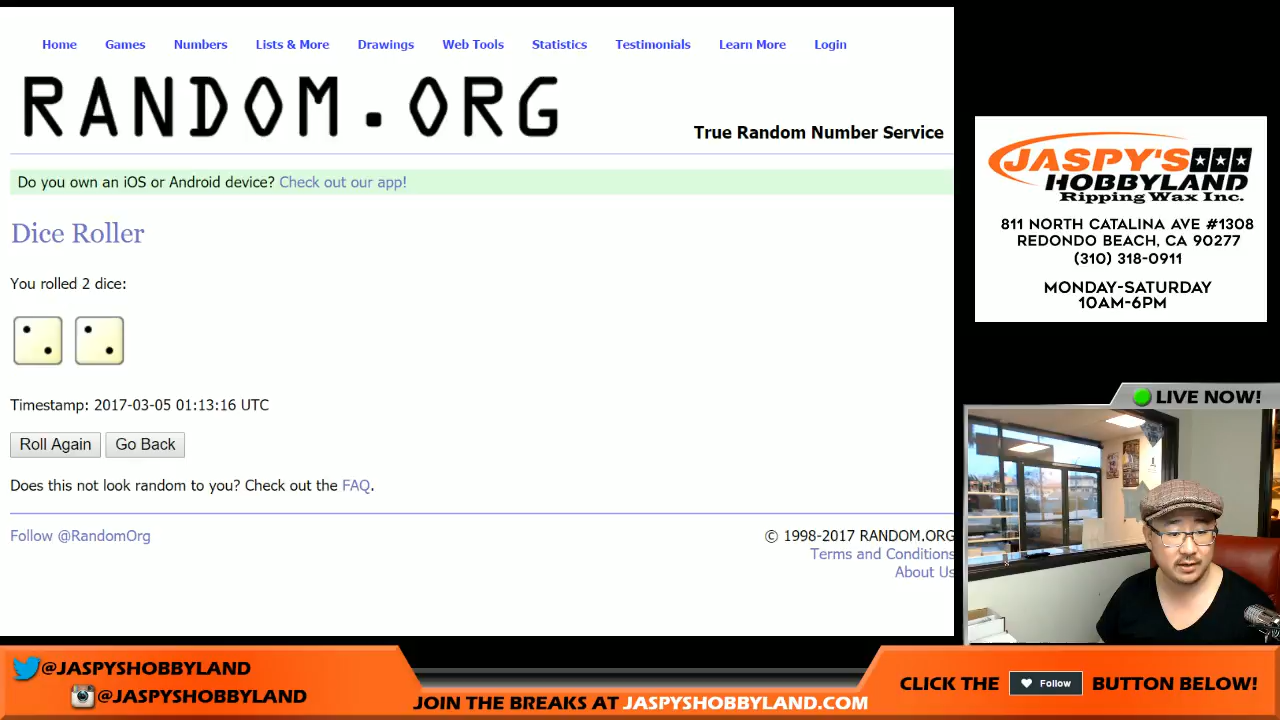 Home Games Numbers Lists & More Drawings Web Tools Statistics Testimonials Learn More Login
RANDOM.ORG
True Random Number Service
Do you own an iOS or Android device? Check out our app!
Dice Roller
You rolled 2 dice:
Timestamp: 2017-03-05 01:13:16 UTC
Roll Again Go Back
Does this not look random to you? Check out the FAQ.
Follow @RandomOrg
© 1998-2017 RANDOM.ORG
Terms and Conditions
About Us
JASPY'S
HOBBYLAND
Ripping Wax Inc.
811 NORTH CATALINA AVE #1308
REDONDO BEACH, CA 90277
(310) 318-0911
MONDAY-SATURDAY
10AM-6PM
LIVE NOW!
@JASPYSHOBBYLAND
@JASPYSHOBBYLAND
JOIN THE BREAKS AT JASPYSHOBBYLAND.COM
CLICK THE Follow BUTTON BELOW!